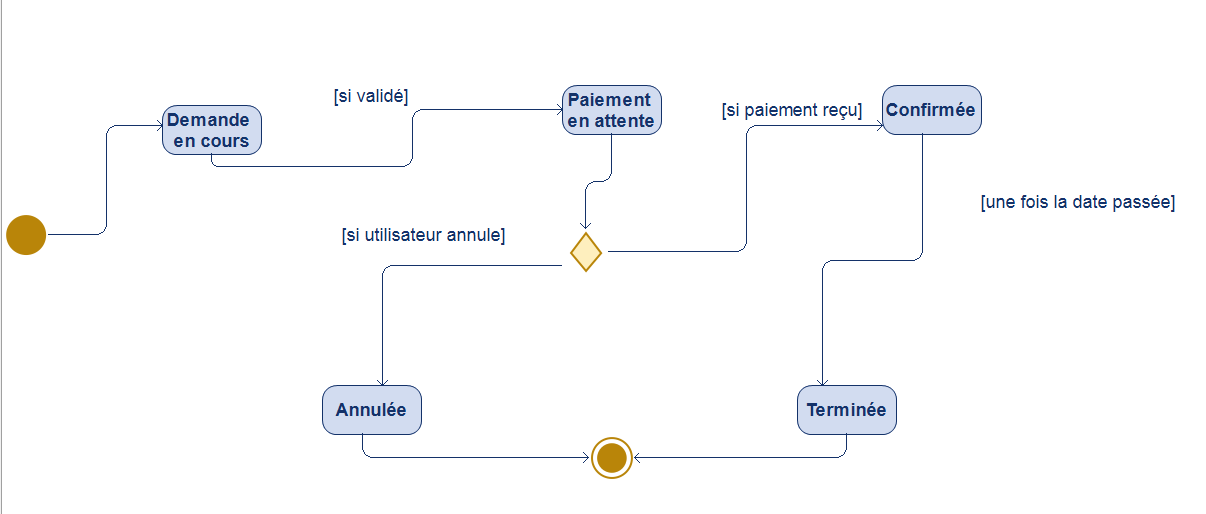 [si validé]
Demande
en cours
Paiement
en attente
[si paiement reçu]
Confirmée
[une fois la date passée]
[si utilisateur annule]
Annulée
Terminée